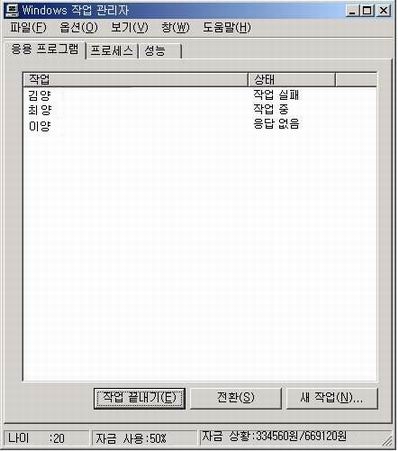 Windows 작업 관리자
파일(F) 옵션(O) 보기(V) 창(W) 도움말(H)
응용 프로그램 프로세스 성능
작업 상태
김양 작업 실패
최양 작업 중
이양 응답 없음
작업 끝내기(E) 전환(S) 새 작업(N)...
나이 :20 자금 사용:50% 자금 상황:334560원/669120원